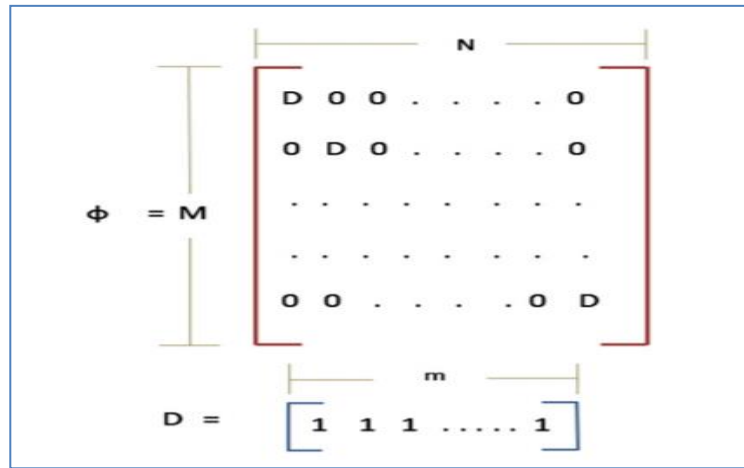 N
D 0 0 . . . . 0
0 D 0 . . . . 0
. . . . . . . .
ϕ = M
. . . . . . . . .
0 0 . . . . 0 D
m
D = 1 1 1 ..... 1